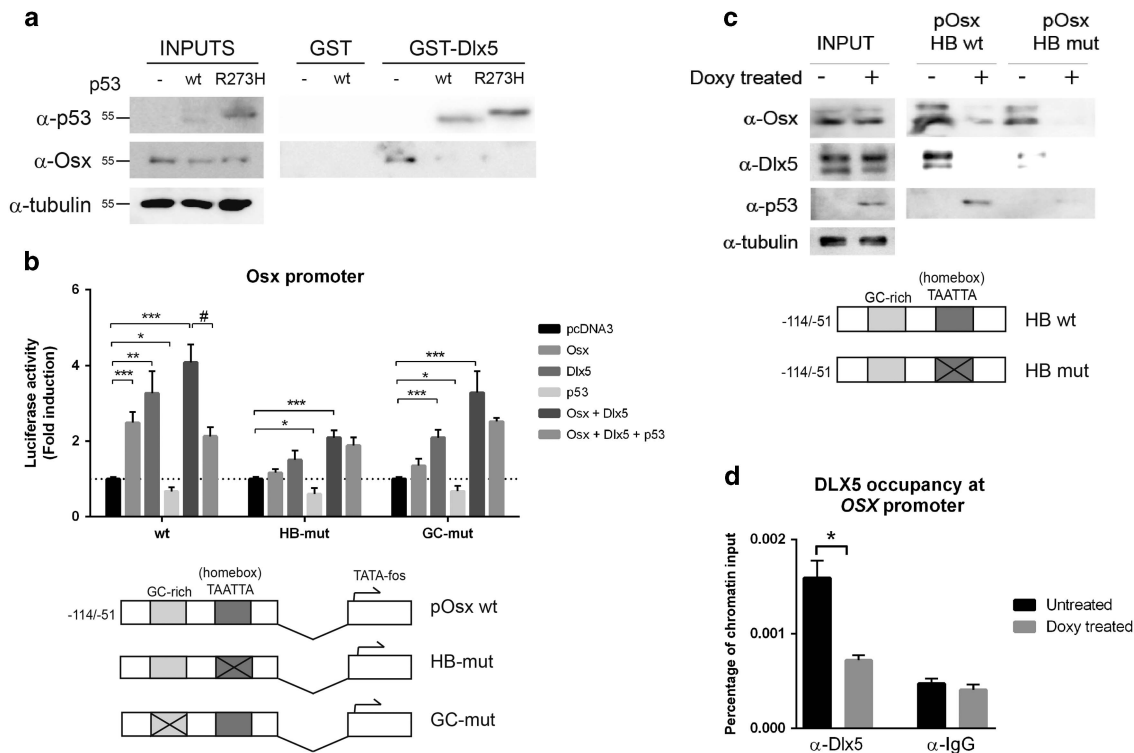 a
INPUTS GST GST-Dlx5
p53 - wt R273H - wt - wt R273H
α-p53 55
α-Osx 55
α-tubulin 55
b
Osx promoter
Luciferase activity
(Fold induction)
6
4
2
0
*** * ** *** #
*** *
*** * ***
wt HB-mut GC-mut
pcDNA3
Osx
Dlx5
p53
Osx + Dlx5
Osx + Dlx5 + p53
(homebox)
GC-rich TAATTA TATA-fos
-114/-51 pOsx wt
HB-mut
GC-mut
c
pOsx pOsx
INPUT HB wt HB mut
Doxy treated - + - + - +
α-Osx
α-Dlx5
α-p53
α-tubulin
(homebox)
GC-rich TAATTA
-114/-51 HB wt
-114/-51 HB mut
d
DLX5 occupancy at
OSX promoter
Percentage of chromatin input
0.002
0.001
0.000
*
α-Dlx5 α-IgG
Untreated
Doxy treated